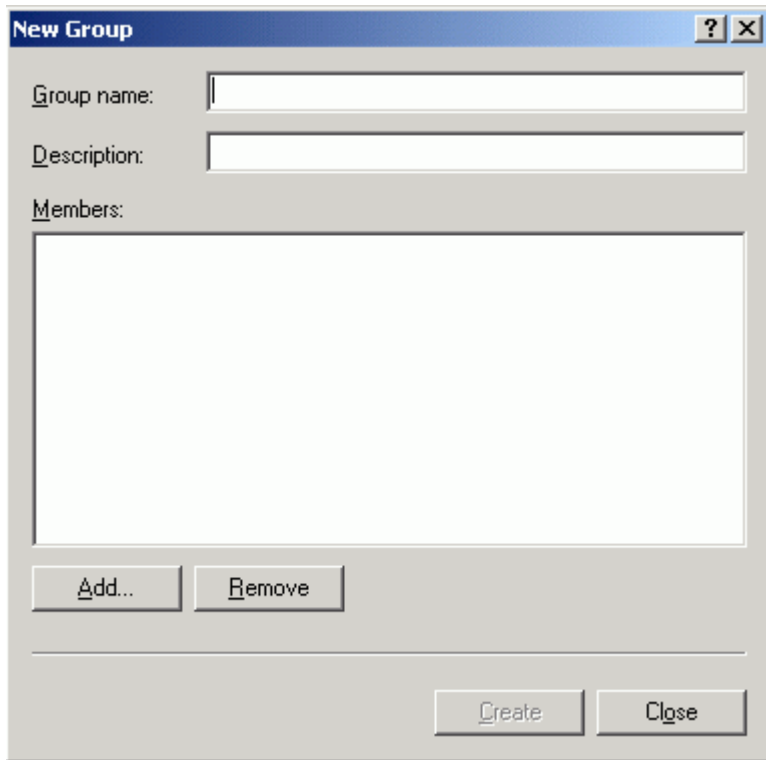 New Group
Group name:
Description:
Members:
Add... Remove
Create Close